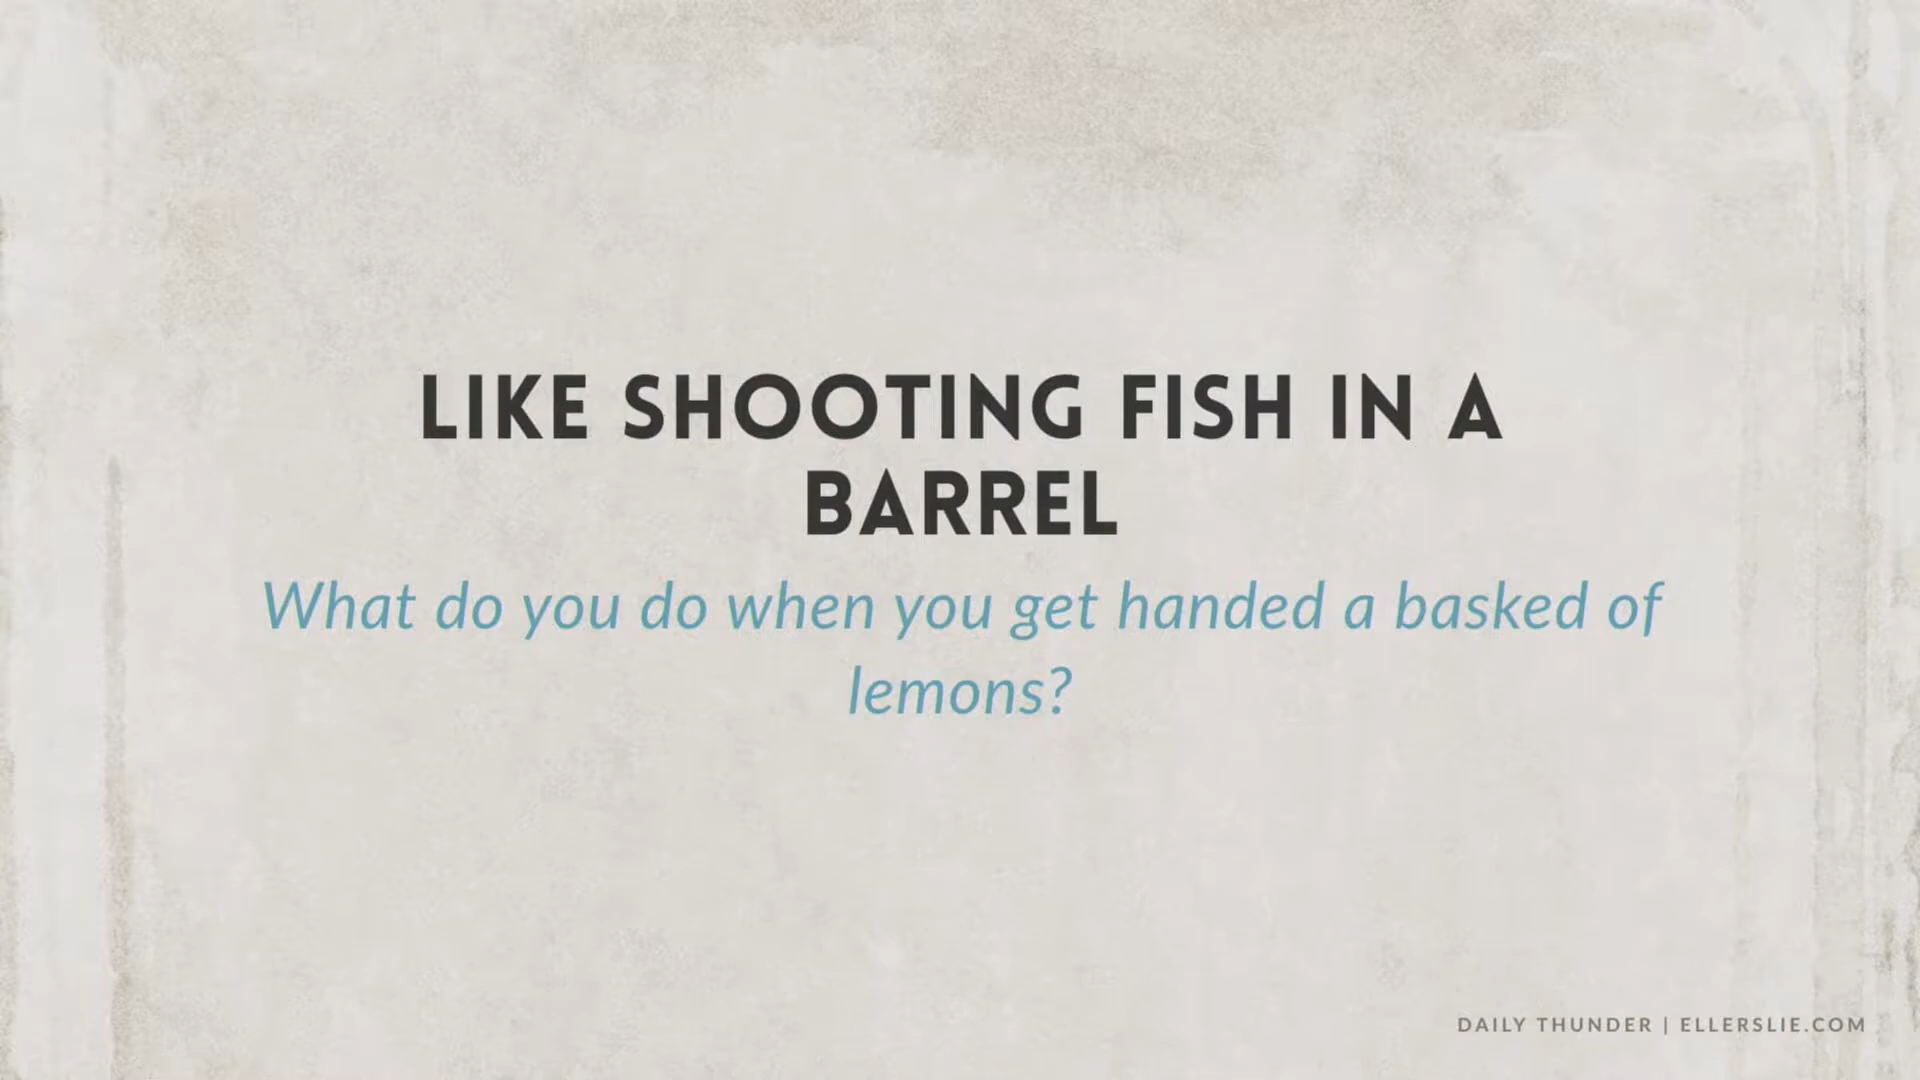 LIKE SHOOTING FISH IN A
BARREL
What do you do when you get handed a basked of
lemons?
DAILY THUNDER | ELLERSLIE.COM